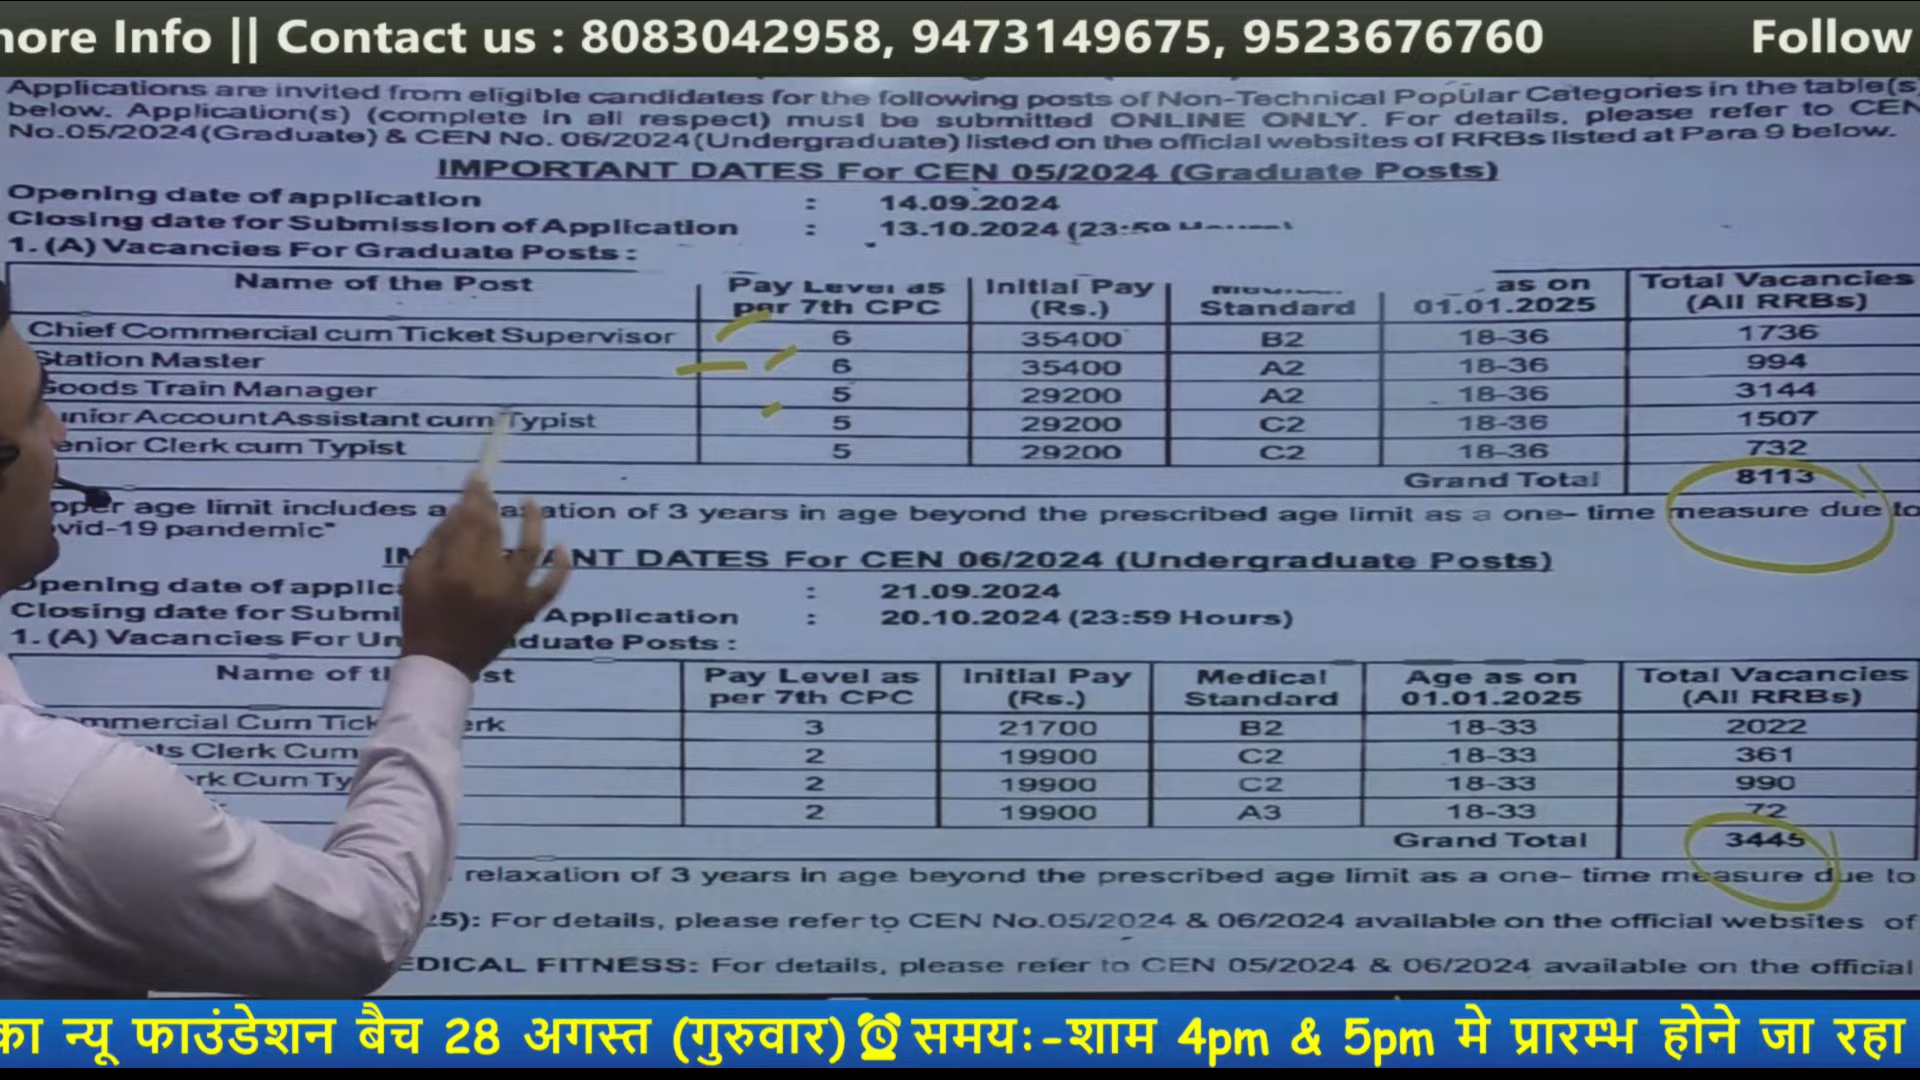 nore Info || Contact us : 8083042958, 9473149675, 9523676760 Follow
Applications are invited from eligible candidates for the following posts of Non-Technical Popular Categories in the table(s)
below. Application(s) (complete in all respect) must be submitted ONLINE ONLY. For details, please refer to CEN
No.05/2024(Graduate) & CEN No. 06/2024(Undergraduate) listed on the official websites of RRBs listed at Para 9 below.
IMPORTANT DATES For CEN 05/2024 (Graduate Posts)
Opening date of application : 14.09.2024
Closing date for Submission of Application : 13.10.2024 (23:59
1. (A) Vacancies For Graduate Posts :
Name of the Post Pay Level as per 7th CPC Initial Pay (Rs.) Standard as on 01.01.2025 Total Vacancies (All RRBs)
Chief Commercial cum Ticket Supervisor 6 35400 B2 18-36 1736
Station Master 6 35400 A2 18-36 994
Goods Train Manager 5 29200 A2 18-36 3144
unior Account Assistant cum Typist 5 29200 C2 18-36 1507
enior Clerk cum Typist 5 29200 C2 18-36 732
Grand Total 8113
pper age limit includes a ation of 3 years in age beyond the prescribed age limit as a one- time measure due to
vid-19 pandemic"
IM ANT DATES For CEN 06/2024 (Undergraduate Posts)
Opening date of applic : 21.09.2024
Closing date for Submi Application : 20.10.2024 (23:59 Hours)
1. (A) Vacancies For Un duate Posts :
Name of t st Pay Level as per 7th CPC Initial Pay (Rs.) Medical Standard Age as on 01.01.2025 Total Vacancies (All RRBs)
mmercial Cum Tick erk 3 21700 B2 18-33 2022
ts Clerk Cum 2 19900 C2 18-33 361
rk Cum Ty 2 19900 C2 18-33 990
2 19900 A3 18-33 72
Grand Total 3445
relaxation of 3 years in age beyond the prescribed age limit as a one- time measure due to
25): For details, please refer to CEN No.05/2024 & 06/2024 available on the official websites of
EDICAL FITNESS: For details, please refer to CEN 05/2024 & 06/2024 available on the official
का न्यू फाउंडेशन बैच 28 अगस्त (गुरुवार) समयः-शाम 4pm & 5pm मे प्रारम्भ होने जा रहा